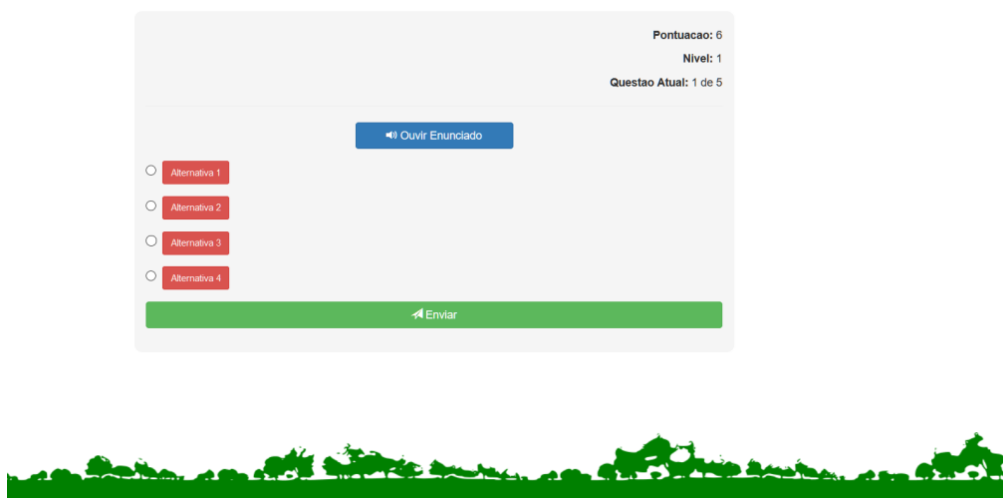 Pontuacao: 6
Nivel: 1
Questao Atual: 1 de 5
Ouvir Enunciado
Alternativa 1
Alternativa 2
Alternativa 3
Alternativa 4
Enviar